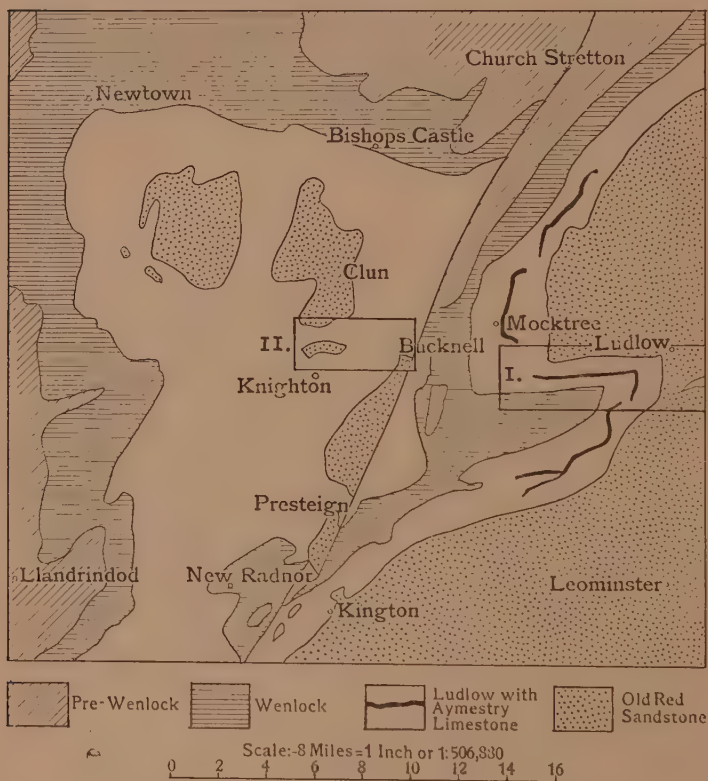 Church Stretton
Newtown
Bishops Castle
Clun
Mocktree
II.
Bucknell
Ludlow
I.
Knighton
Presteign
Llandrindod
New Radnor
Leominster
Kington
Pre-Wenlock
Wenlock
Ludlow with
Aymestry
Limestone
Old Red
Sandstone
Scale:-8 Miles=1 Inch or 1:506,880
0 2 4 6 8 10 12 14 16